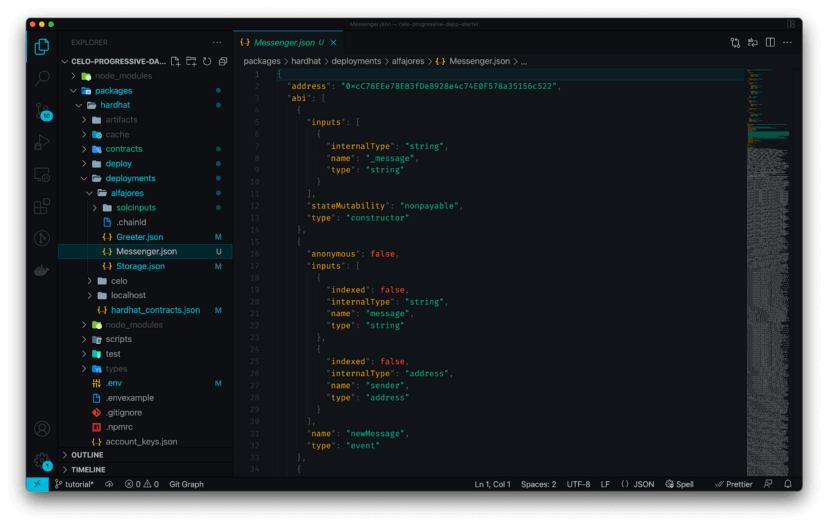 Messenger.json — celo-progressive-dapp-starter
EXPLORER
CELO-PROGRESSIVE-DA...
node_modules
packages
hardhat
artifacts
cache
contracts
deploy
deployments
alfajores
solcInputs
.chainId
Greeter.json M
Messenger.json U
Storage.json M
celo
localhost
hardhat_contracts.json M
node_modules
scripts
test
types
.env M
.envexample
.gitignore
.npmrc
account_keys.json
OUTLINE
TIMELINE
10
1
{·} Messenger.json U ×
packages > hardhat > deployments > alfajores > {·} Messenger.json > ...
1 {
2 "address": "0×cC78EEe78E83fDe8928e4c74E0F578a35156c522",
3 "abi": [
4 {
5 "inputs": [
6 {
7 "internalType": "string",
8 "name": "_message",
9 "type": "string"
10 }
11 ],
12 "stateMutability": "nonpayable",
13 "type": "constructor"
14 },
15 {
16 "anonymous": false,
17 "inputs": [
18 {
19 "indexed": false,
20 "internalType": "string",
21 "name": "message",
22 "type": "string"
23 },
24 {
25 "indexed": false,
26 "internalType": "address",
27 "name": "sender",
28 "type": "address"
29 }
30 ],
31 "name": "newMessage",
32 "type": "event"
33 },
34 {
tutorial* 0 0 Git Graph Ln 1, Col 1 Spaces: 2 UTF-8 LF {} JSON Spell Prettier